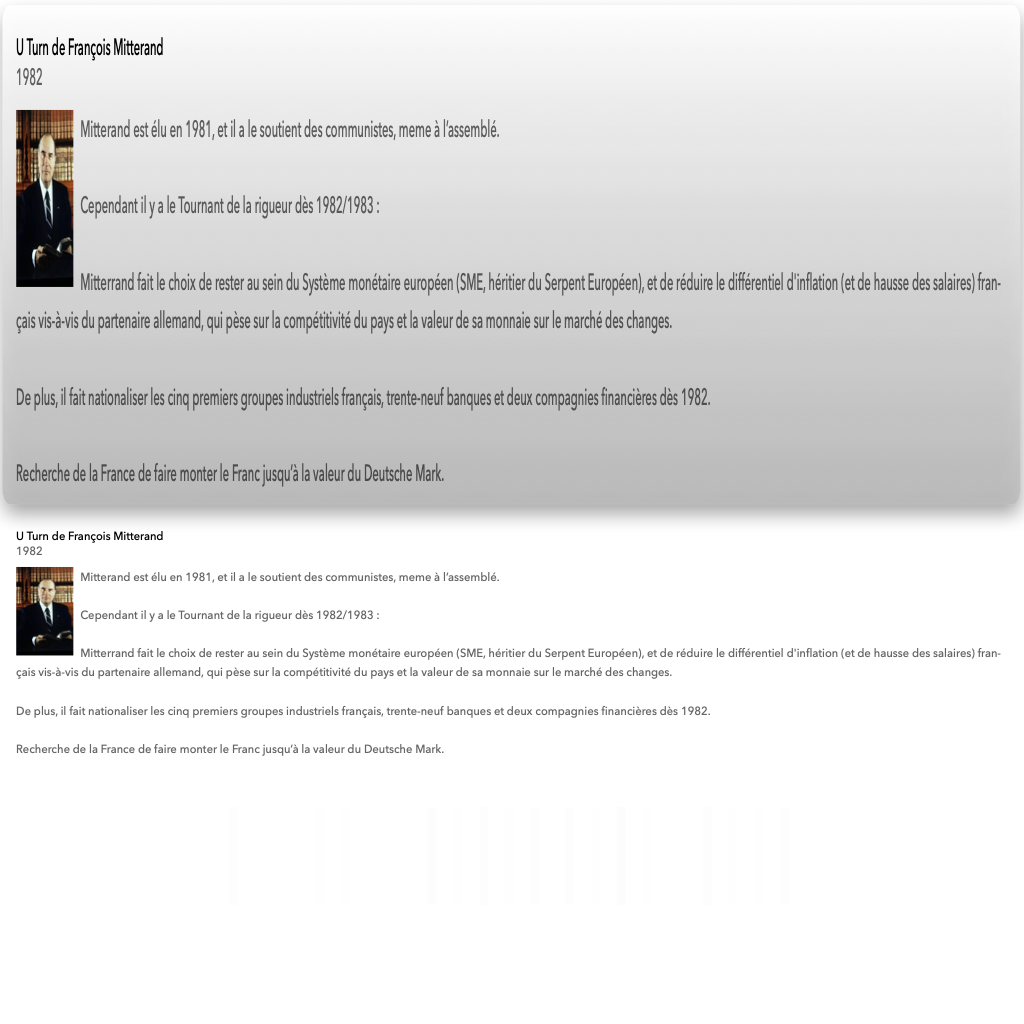 U Turn de François Mitterand
1982
Mitterand est élu en 1981, et il a le soutient des communistes, meme à l’assemblé.
Cependant il y a le Tournant de la rigueur dès 1982/1983 :
Mitterrand fait le choix de rester au sein du Système monétaire européen (SME, héritier du Serpent Européen), et de réduire le différentiel d'inflation (et de hausse des salaires) fran-
çais vis-à-vis du partenaire allemand, qui pèse sur la compétitivité du pays et la valeur de sa monnaie sur le marché des changes.
De plus, il fait nationaliser les cinq premiers groupes industriels français, trente-neuf banques et deux compagnies financières dès 1982.
Recherche de la France de faire monter le Franc jusqu’à la valeur du Deutsche Mark.
U Turn de François Mitterand
1982
Mitterand est élu en 1981, et il a le soutient des communistes, meme à l’assemblé.
Cependant il y a le Tournant de la rigueur dès 1982/1983 :
Mitterrand fait le choix de rester au sein du Système monétaire européen (SME, héritier du Serpent Européen), et de réduire le différentiel d'inflation (et de hausse des salaires) fran-
çais vis-à-vis du partenaire allemand, qui pèse sur la compétitivité du pays et la valeur de sa monnaie sur le marché des changes.
De plus, il fait nationaliser les cinq premiers groupes industriels français, trente-neuf banques et deux compagnies financières dès 1982.
Recherche de la France de faire monter le Franc jusqu’à la valeur du Deutsche Mark.